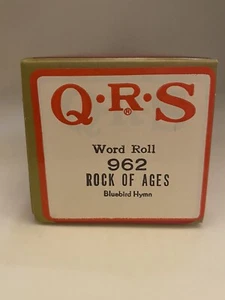 Q·R·S
®
Word Roll
962
ROCK OF AGES
Bluebird Hymn